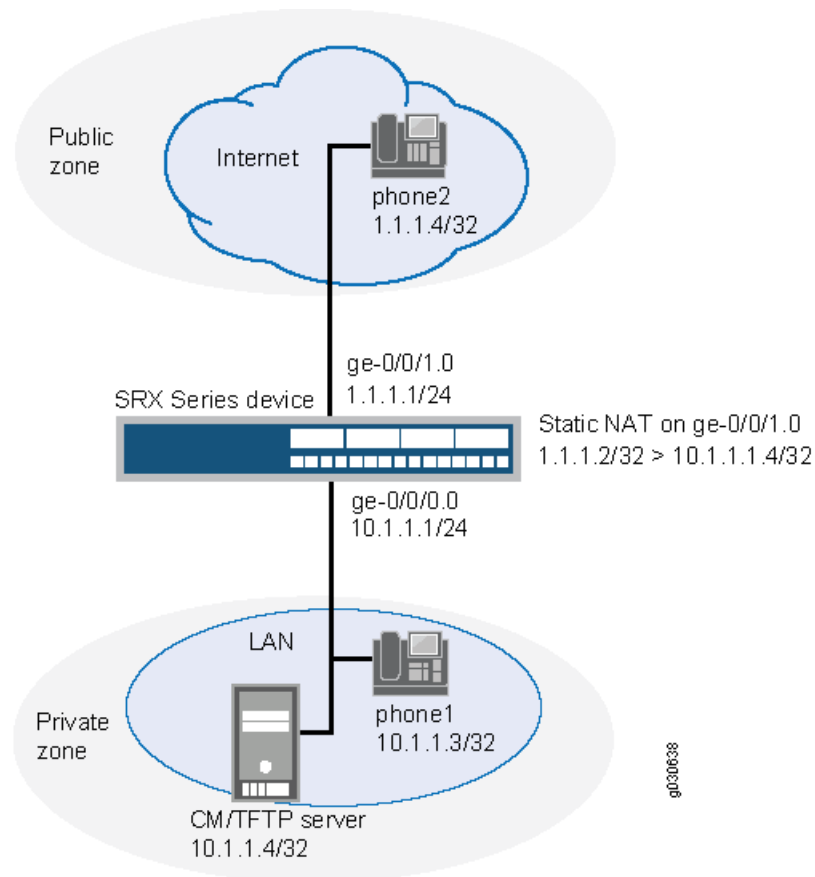 Public
zone
Internet
phone2
1.1.1.4/32
ge-0/0/1.0
1.1.1.1/24
SRX Series device
Static NAT on ge-0/0/1.0
1.1.1.2/32 > 10.1.1.1.4/32
ge-0/0/0.0
10.1.1.1/24
LAN
phone1
10.1.1.3/32
Private
zone
CM/TFTP server
10.1.1.4/32
g030638